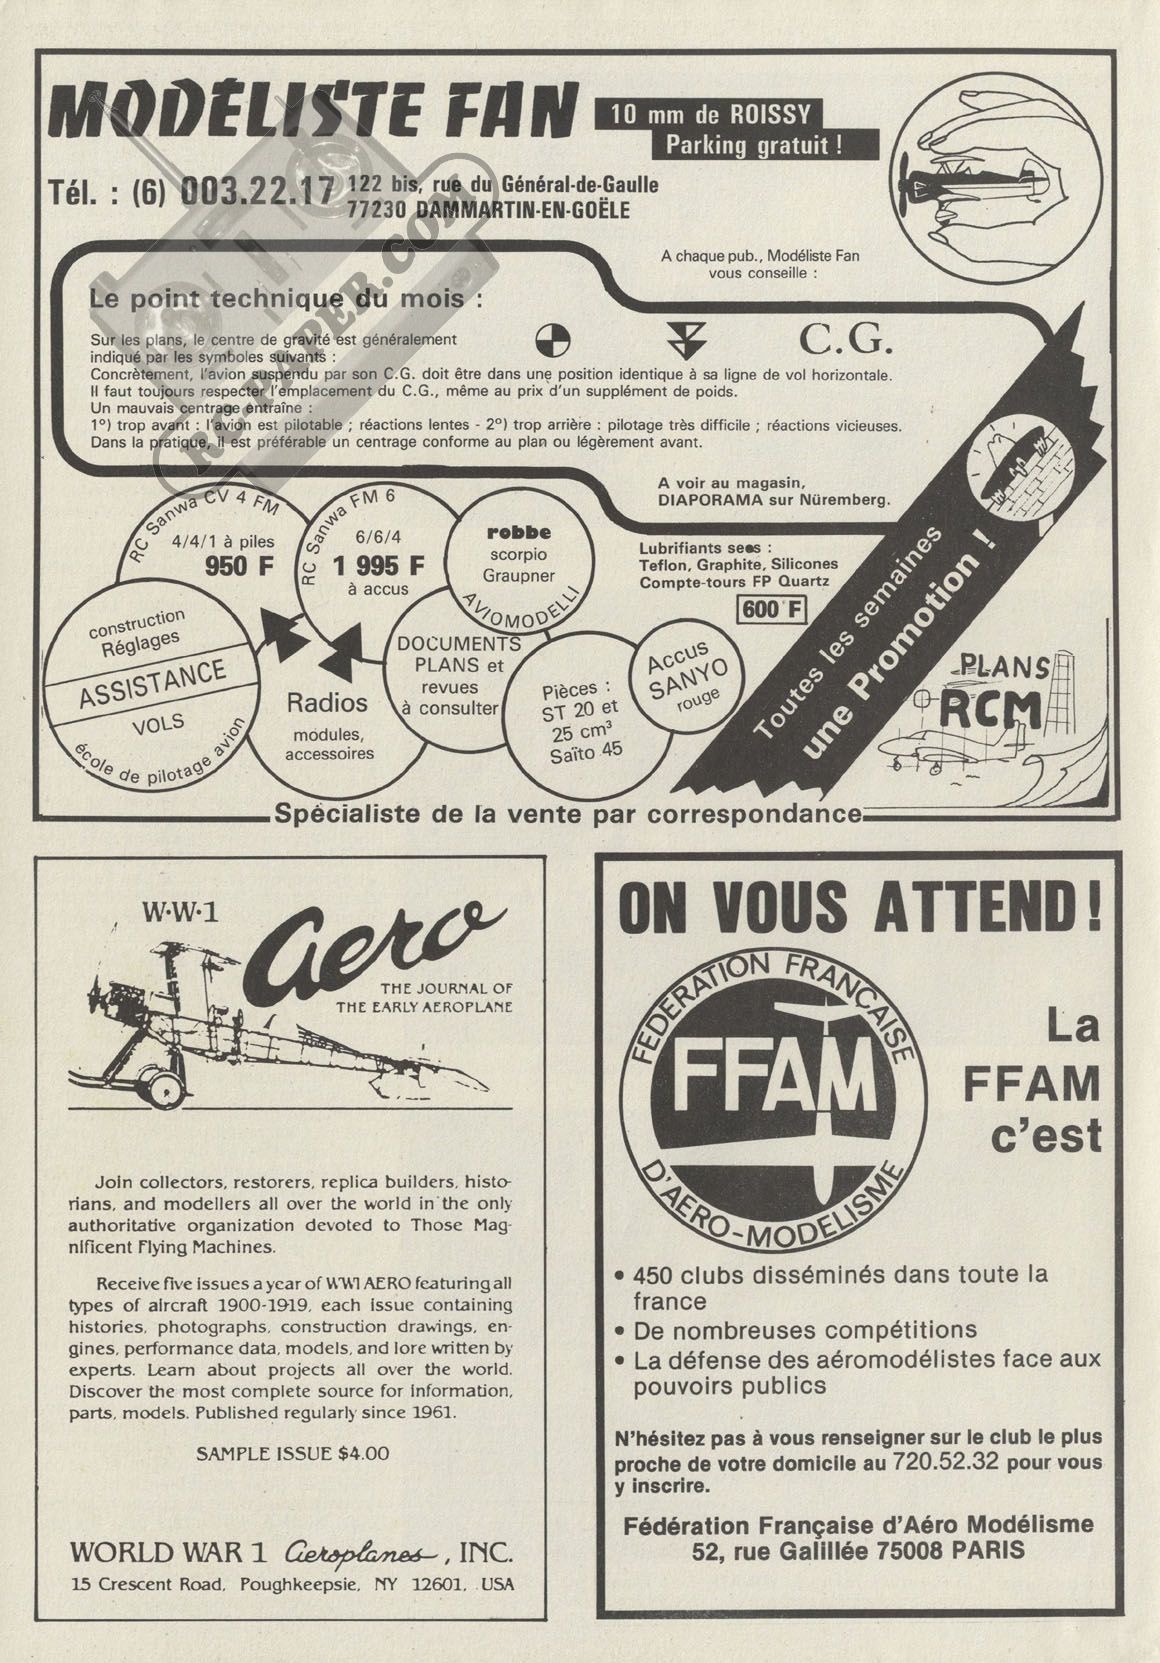 MODÉLISTE FAN
10 mm de ROISSY
Parking gratuit !
Tél. : (6) 003.22.17
122 bis, rue du Général-de-Gaulle
77230 DAMMARTIN-EN-GOËLE
A chaque pub., Modéliste Fan
vous conseille :
Le point technique du mois :
Sur les plans, le centre de gravité est généralement
indiqué par les symboles suivants :
C.G.
Concrètement, l'avion suspendu par son C.G. doit être dans une position identique à sa ligne de vol horizontale.
Il faut toujours respecter l'emplacement du C.G., même au prix d'un supplément de poids.
Un mauvais centrage entraîne :
1°) trop avant : l'avion est pilotable ; réactions lentes - 2°) trop arrière : pilotage très difficile ; réactions vicieuses.
Dans la pratique, il est préférable un centrage conforme au plan ou légèrement avant.
RC-PAPER.COM
A voir au magasin,
DIAPORAMA sur Nüremberg.
RC Sanwa CV 4 FM
4/4/1 à piles
950 F
RC Sanwa FM 6
6/6/4
1 995 F
à accus
robbe
scorpio
Graupner
AVIOMODELLI
Lubrifiants secs :
Teflon, Graphite, Silicones
Compte-tours FP Quartz
600 F
Toutes les semaines
une Promotion !
construction
Réglages
ASSISTANCE
VOLS
école de pilotage avion
Radios
modules,
accessoires
DOCUMENTS
PLANS et
revues
à consulter
Pièces :
ST 20 et
25 cm³
Saïto 45
Accus
SANYO
rouge
PLANS
RCM
Spécialiste de la vente par correspondance
W·W·1
aero
THE JOURNAL OF
THE EARLY AEROPLANE
Join collectors, restorers, replica builders, histo-
rians, and modellers all over the world in the only
authoritative organization devoted to Those Mag-
nificent Flying Machines.
Receive five issues a year of WW1 AERO featuring all
types of aircraft 1900-1919, each issue containing
histories, photographs, construction drawings, en-
gines, performance data, models, and lore written by
experts. Learn about projects all over the world.
Discover the most complete source for information,
parts, models. Published regularly since 1961.
SAMPLE ISSUE $4.00
WORLD WAR 1 Aeroplanes, INC.
15 Crescent Road, Poughkeepsie, NY 12601, USA
ON VOUS ATTEND !
FÉDÉRATION FRANÇAISE
FFAM
D'AÉRO-MODÉLISME
La
FFAM
c'est
• 450 clubs disséminés dans toute la
france
• De nombreuses compétitions
• La défense des aéromodélistes face aux
pouvoirs publics
N'hésitez pas à vous renseigner sur le club le plus
proche de votre domicile au 720.52.32 pour vous
y inscrire.
Fédération Française d'Aéro Modélisme
52, rue Galillée 75008 PARIS